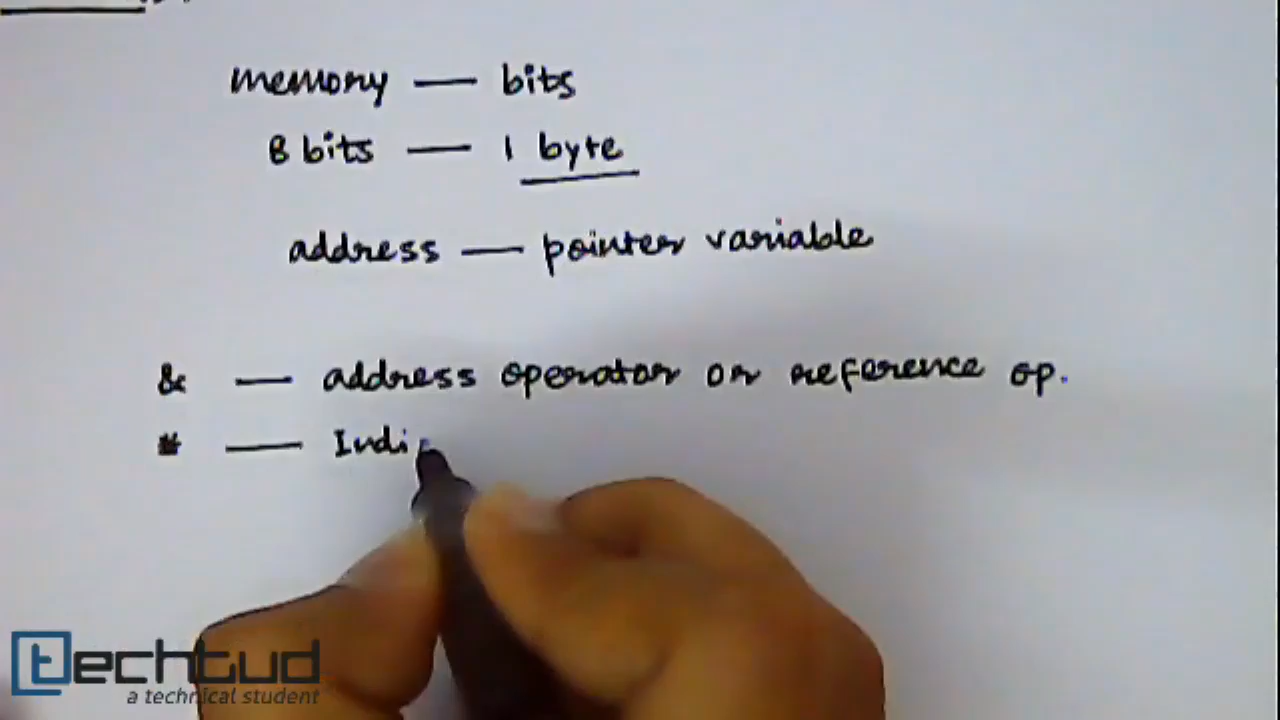 memory — bits
8 bits — 1 byte
address — pointer variable
& — address operator or reference op.
* — Indi
techtud
a technical student